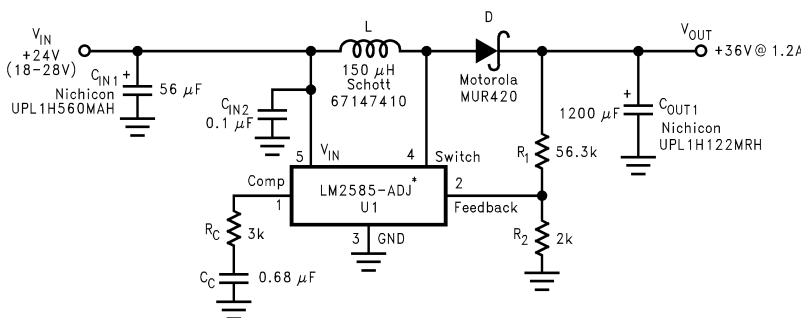 V_IN
+24V
(18-28V)
C_IN1 +
56 μF
Nichicon
UPL1H560MAH
C_IN2
0.1 μF
L
150 μH
Schott
67147410
D
Motorola
MUR420
V_OUT
+36V @ 1.2A
+
1200 μF
C_OUT1
Nichicon
UPL1H122MRH
R_1
56.3k
R_2
2k
5
V_IN
4
Switch
Comp
1
LM2585-ADJ*
U1
2
Feedback
3
GND
R_C
3k
C_C
0.68 μF